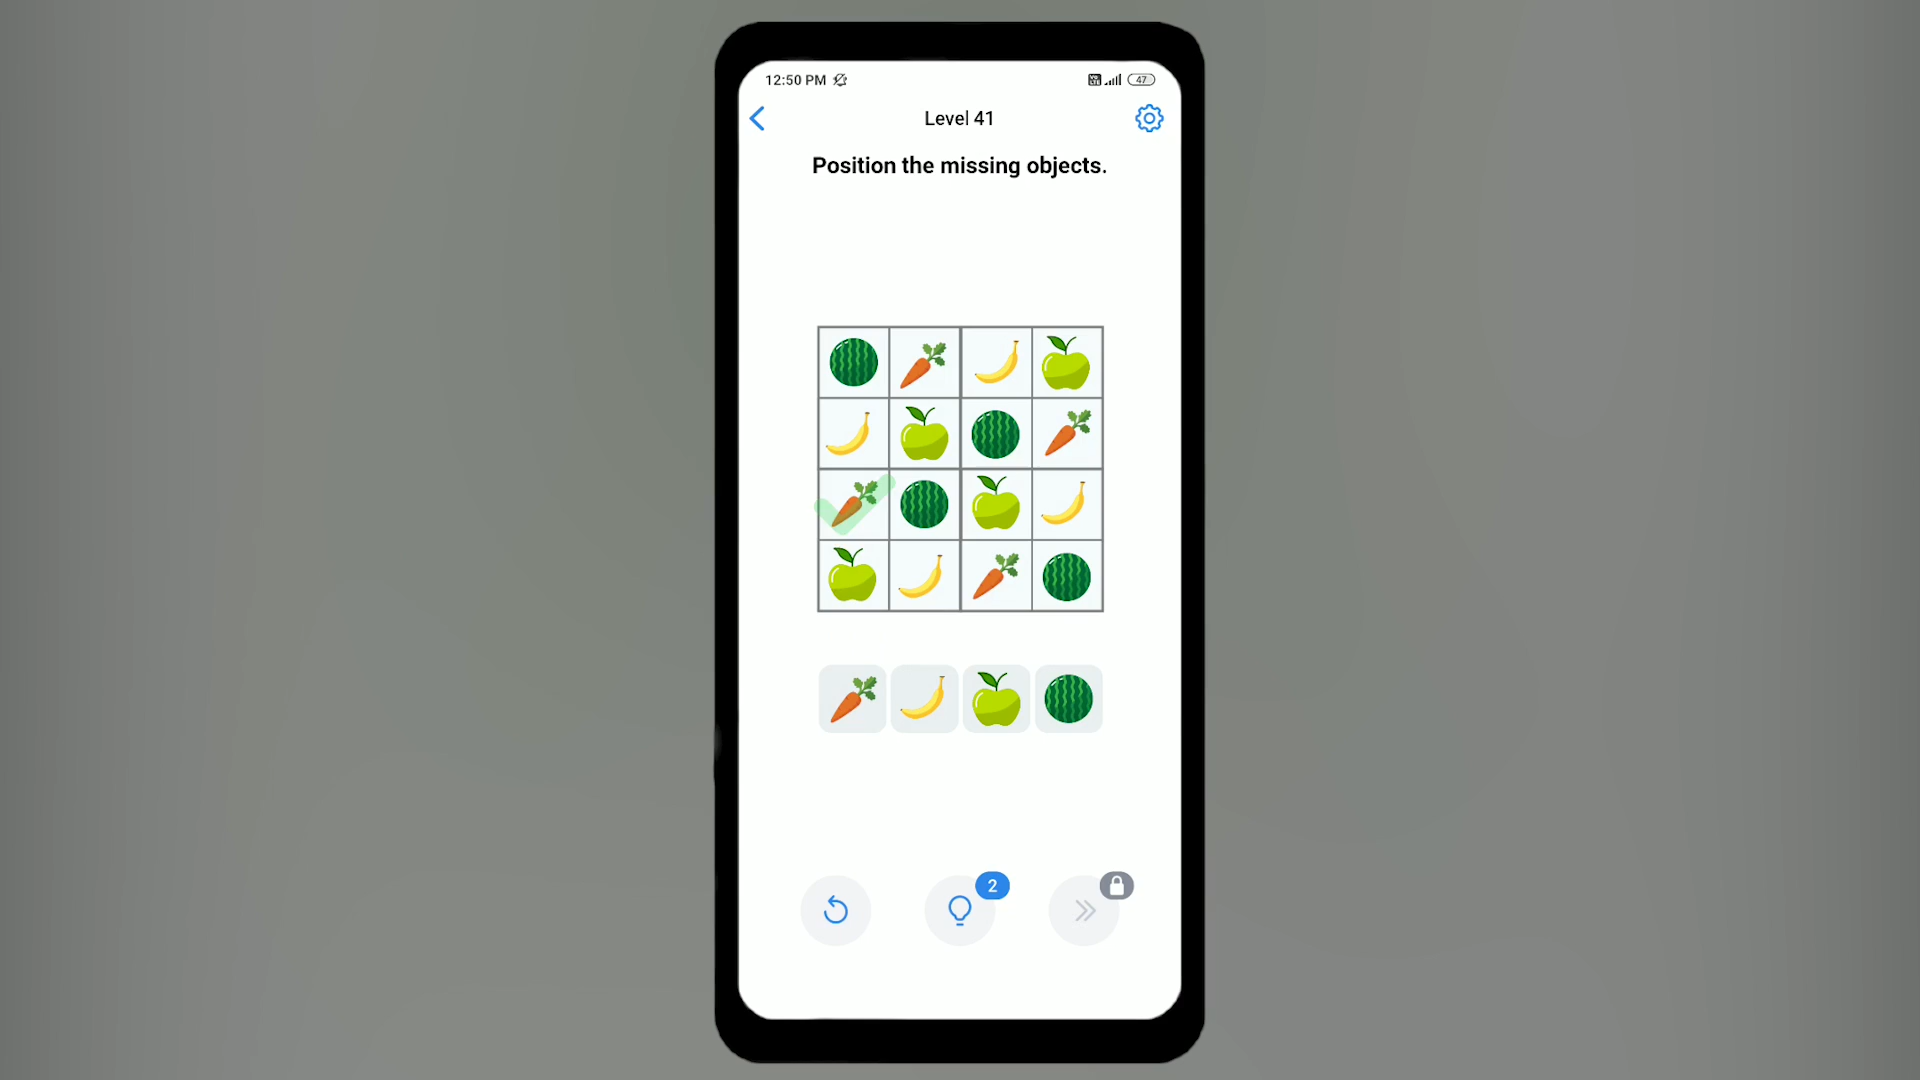 12:50 PM
47
Level 41
Position the missing objects.
2